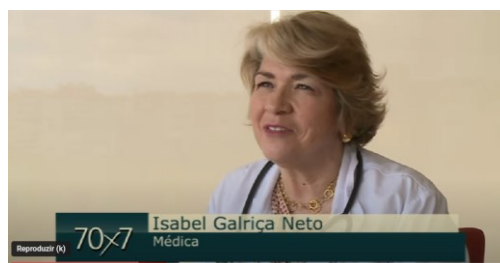 70x7
Isabel Galriça Neto
Médica
Reproduzir (k)